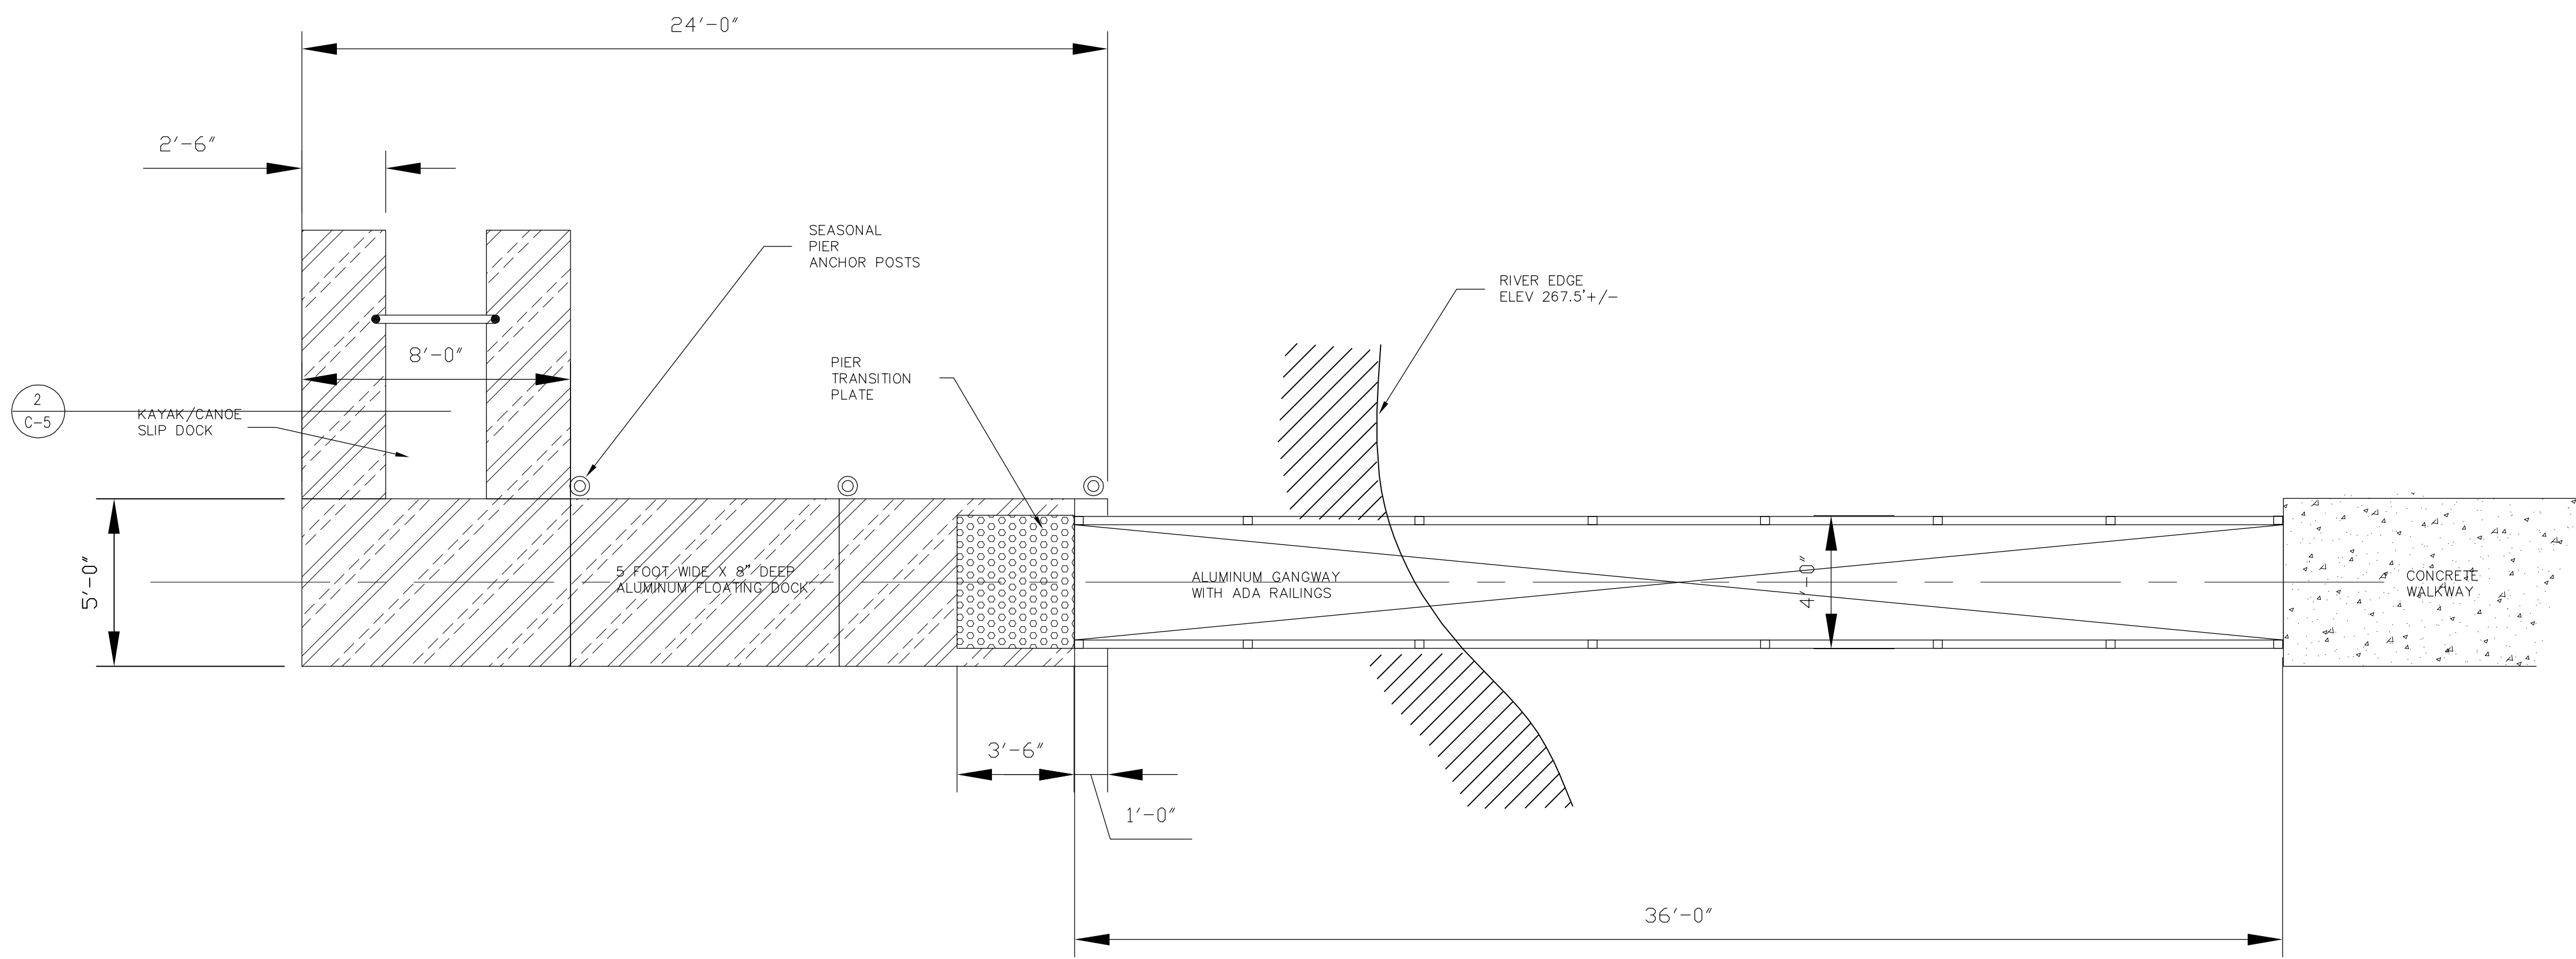 24'-0"
2'-6"
SEASONAL
PIER
ANCHOR POSTS
RIVER EDGE
ELEV 267.5'+/-
8'-0"
PIER
TRANSITION
PLATE
2
C-5
KAYAK/CANOE
SLIP DOCK
5'-0"
5 FOOT WIDE X 8" DEEP
ALUMINUM FLOATING DOCK
ALUMINUM GANGWAY
WITH ADA RAILINGS
4'-0"
CONCRETE
WALKWAY
3'-6"
1'-0"
36'-0"